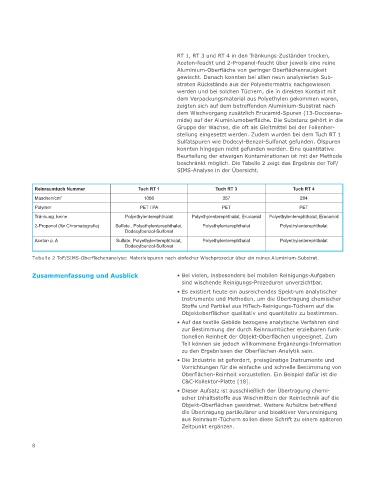 RT 1, RT 3 und RT 4 in den Tränkungs-Zuständen trocken,
Aceton-feucht und 2-Propanol-feucht über jeweils eine reine
Aluminium-Oberfläche von geringer Oberflächenrauigkeit
gewischt. Danach konnten bei allen neun analysierten Sub-
straten Rückstände aus der Polyestermatrix nachgewiesen
werden und bei solchen Tüchern, die in direkten Kontakt mit
dem Verpackungsmaterial aus Polyethylen gekommen waren,
zeigten sich auf dem betreffenden Aluminium-Substrat nach
dem Wischvorgang zusätzlich Erucamid-Spuren (13-Docosena-
mide) auf der Aluminiumoberfläche. Die Substanz gehört in die
Gruppe der Wachse, die oft als Gleitmittel bei der Folienher-
stellung eingesetzt werden. Zudem wurden bei dem Tuch RT 1
Sulfatspuren wie Dodecyl-Benzol-Sulfonat gefunden. Ölspuren
konnten hingegen nicht gefunden werden. Eine quantitative
Beurteilung der etwaigen Kontaminationen ist mit der Methode
beschränkt möglich. Die Tabelle 2 zeigt das Ergebnis der ToF/
SIMS-Analyse in der Übersicht.
Reinraumtuch Nummer Tuch RT 1 Tuch RT 3 Tuch RT 4
Maschen/cm² 1066 357 294
Polymer PET / PA PET PET
Tränkung, keine Polyethylenterephthalat Polyethylenterephthalat, Erucamid Polyethylenterephthalat, Erucamid
2-Propanol (für Chromatografie) Sulfate, Polyethylenterephthalat, Polyethylenterephthalat Polyethylenterephthalat
Dodecylbenzol-Sulfonat
Aceton p. A. Sulfate, Polyethylenterephthalat, Polyethylenterephthalat Polyethylenterephthalat
Dodecylbenzol-Sulfonat
Tabelle 2 ToF/SIMS-Oberflächenanalyse: Materialspuren nach einfacher Wischprozedur über ein reines Aluminium-Substrat.
Zusammenfassung und Ausblick
• Bei vielen, insbesondere bei mobilen Reinigungs-Aufgaben
sind wischende Reinigungs-Prozeduren unverzichtbar.
• Es existiert heute ein ausreichendes Spektrum analytischer
Instrumente und Methoden, um die Übertragung chemischer
Stoffe und Partikel aus HiTech-Reinigungs-Tüchern auf die
Objektoberflächen qualitativ und quantitativ zu bestimmen.
• Auf das textile Gebilde bezogene analytische Verfahren sind
zur Bestimmung der durch Reinraumtücher erzielbaren funk-
tionellen Reinheit der Objekt-Oberflächen ungeeignet. Zum
Teil können sie jedoch willkommene Ergänzungs-Information
zu den Ergebnissen der Oberflächen-Analytik sein.
• Die Industrie ist gefordert, preisgünstige Instrumente und
Vorrichtungen für die einfache und schnelle Bestimmung von
Oberflächen-Reinheit vorzustellen. Ein Beispiel dafür ist die
C&C-Kollektor-Platte [18].
• Dieser Aufsatz ist ausschließlich der Übertragung chemi-
scher Inhaltsstoffe aus Wischmitteln der Reintechnik auf die
Objekt-Oberflächen gewidmet. Weitere Aufsätze betreffend
die Übertragung partikulärer und bioaktiver Verunreinigung
aus Reinraum-Tüchern sollen diese Schrift zu einem späteren
Zeitpunkt ergänzen.
8